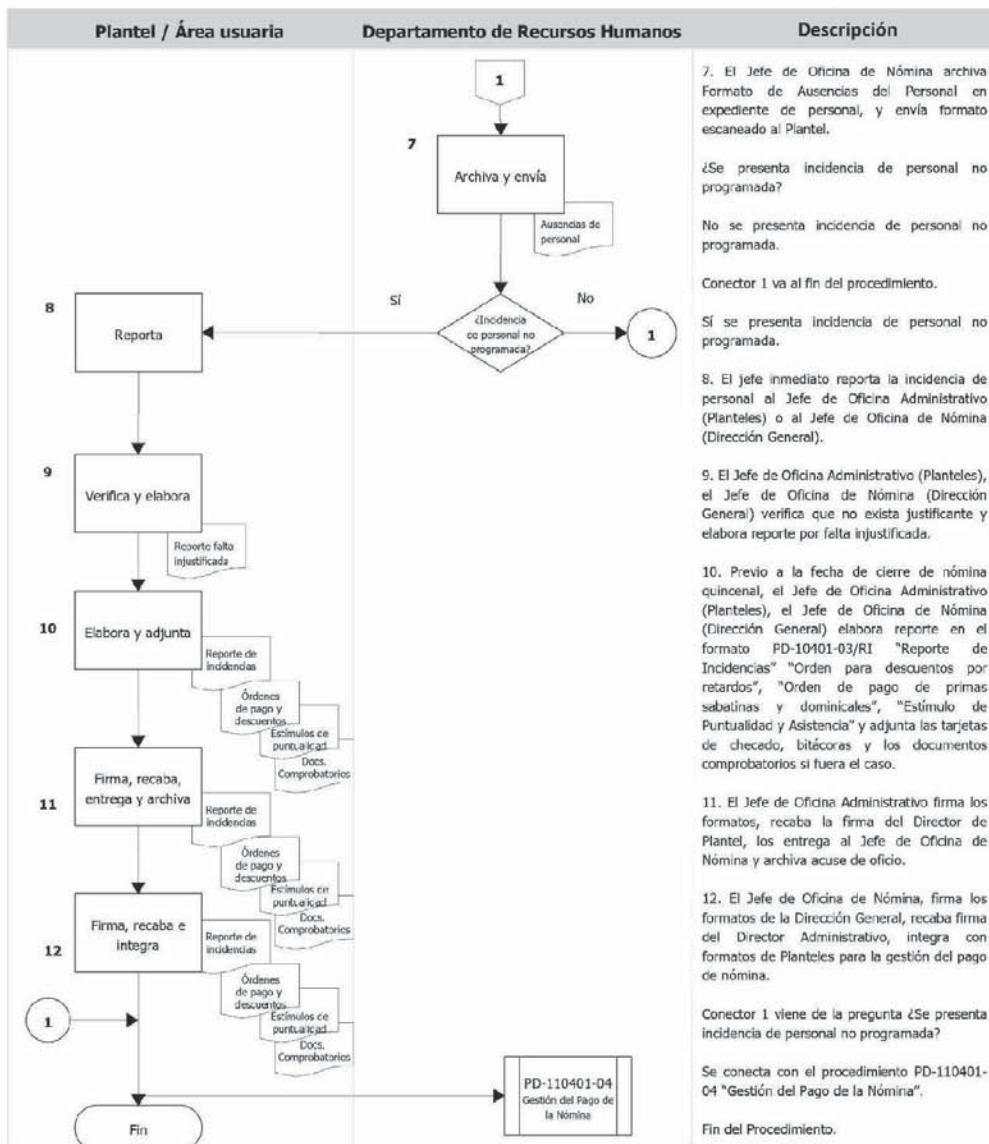 Plantel / Área usuaria
Departamento de Recursos Humanos
Descripción
1
7
Archiva y envía
Ausencias de
personal
Sí
No
¿Incidencia
de personal no
programada?
1
8
Reporta
9
Verifica y elabora
Reporte falta
injustificada
10
Elabora y adjunta
Reporte de
incidencias
Órdenes
de pago y
descuentos
Estímulos de
puntualidad
Docs.
Comprobatorios
11
Firma, recaba,
entrega y archiva
Reporte de
incidencias
Órdenes
de pago y
descuentos
Estímulos de
puntualidad
Docs.
Comprobatorios
12
Firma, recaba e
integra
Reporte de
incidencias
Órdenes
de pago y
descuentos
Estímulos de
puntualidad
Docs.
Comprobatorios
1
PD-110401-04
Gestión del Pago de
la Nómina
Fin
7. El Jefe de Oficina de Nómina archiva
Formato de Ausencias del Personal en
expediente de personal, y envía formato
escaneado al Plantel.
¿Se presenta incidencia de personal no
programada?
No se presenta incidencia de personal no
programada.
Conector 1 va al fin del procedimiento.
Sí se presenta incidencia de personal no
programada.
8. El jefe inmediato reporta la incidencia de
personal al Jefe de Oficina Administrativo
(Planteles) o al Jefe de Oficina de Nómina
(Dirección General).
9. El Jefe de Oficina Administrativo (Planteles),
el Jefe de Oficina de Nómina (Dirección
General) verifica que no exista justificante y
elabora reporte por falta injustificada.
10. Previo a la fecha de cierre de nómina
quincenal, el Jefe de Oficina Administrativo
(Planteles), el Jefe de Oficina de Nómina
(Dirección General) elabora reporte en el
formato PD-10401-03/RI "Reporte de
Incidencias" "Orden para descuentos por
retardos", "Orden de pago de primas
sabatinas y dominicales", "Estímulo de
Puntualidad y Asistencia" y adjunta las tarjetas
de checado, bitácoras y los documentos
comprobatorios si fuera el caso.
11. El Jefe de Oficina Administrativo firma los
formatos, recaba la firma del Director de
Plantel, los entrega al Jefe de Oficina de
Nómina y archiva acuse de oficio.
12. El Jefe de Oficina de Nómina, firma los
formatos de la Dirección General, recaba firma
del Director Administrativo, integra con
formatos de Planteles para la gestión del pago
de nómina.
Conector 1 viene de la pregunta ¿Se presenta
incidencia de personal no programada?
Se conecta con el procedimiento PD-110401-
04 "Gestión del Pago de la Nómina".
Fin del Procedimiento.